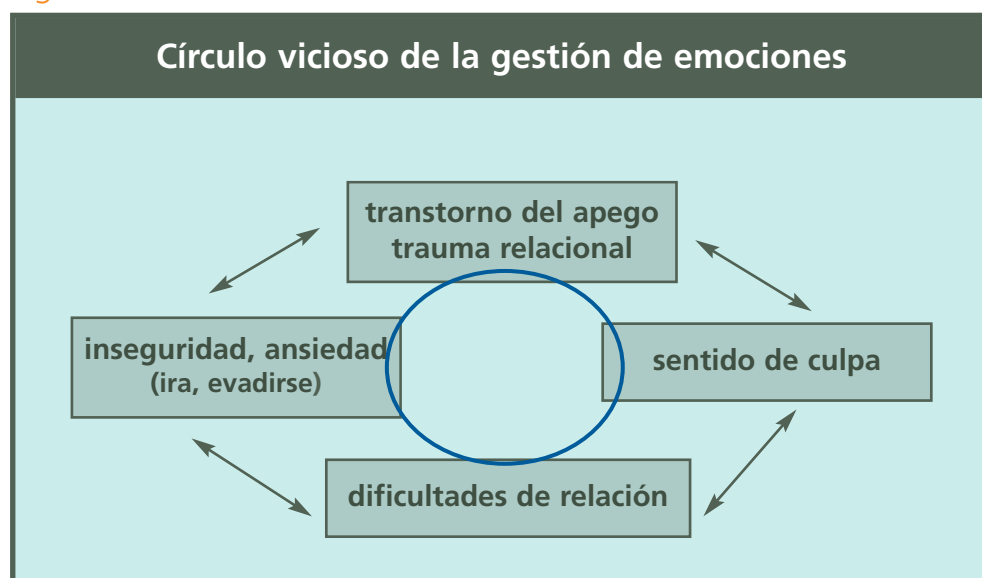 Círculo vicioso de la gestión de emociones
transtorno del apego
trauma relacional
inseguridad, ansiedad
(ira, evadirse)
sentido de culpa
dificultades de relación